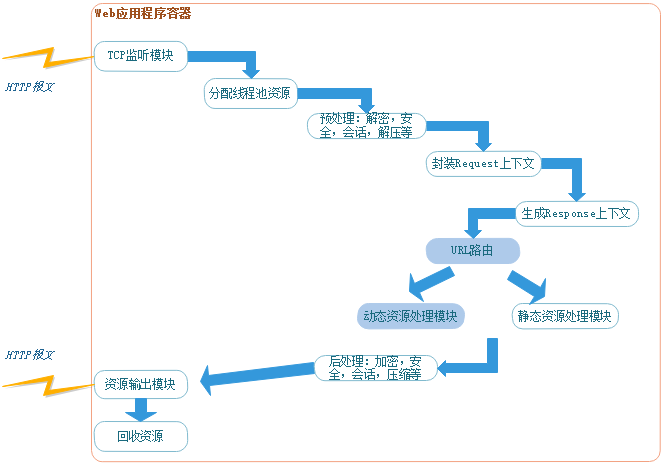 Web应用程序容器
TCP监听模块
HTTP报文
分配线程池资源
预处理：解密，安
全，会话，解压等
封装Request上下文
生成Response上下文
URL路由
动态资源处理模块
静态资源处理模块
HTTP报文
后处理：加密，安
全，会话，压缩等
资源输出模块
回收资源